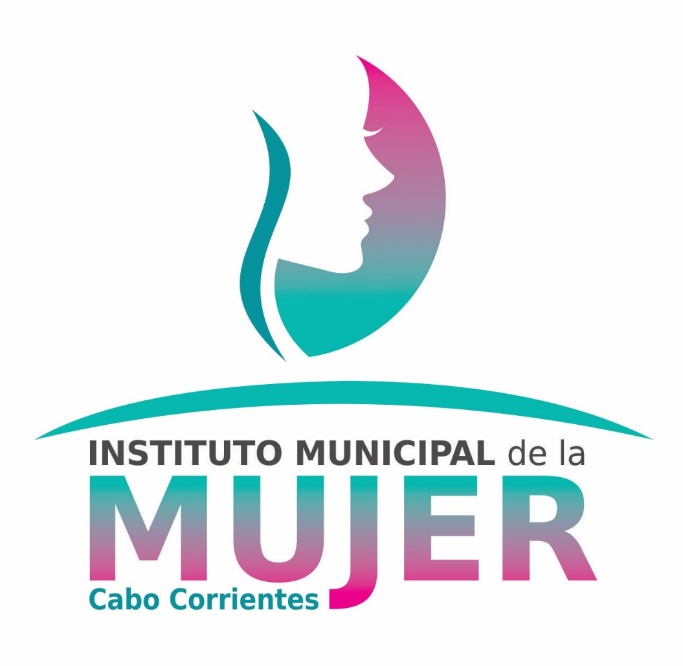 INSTITUTO MUNICIPAL de la
MUJER
Cabo Corrientes